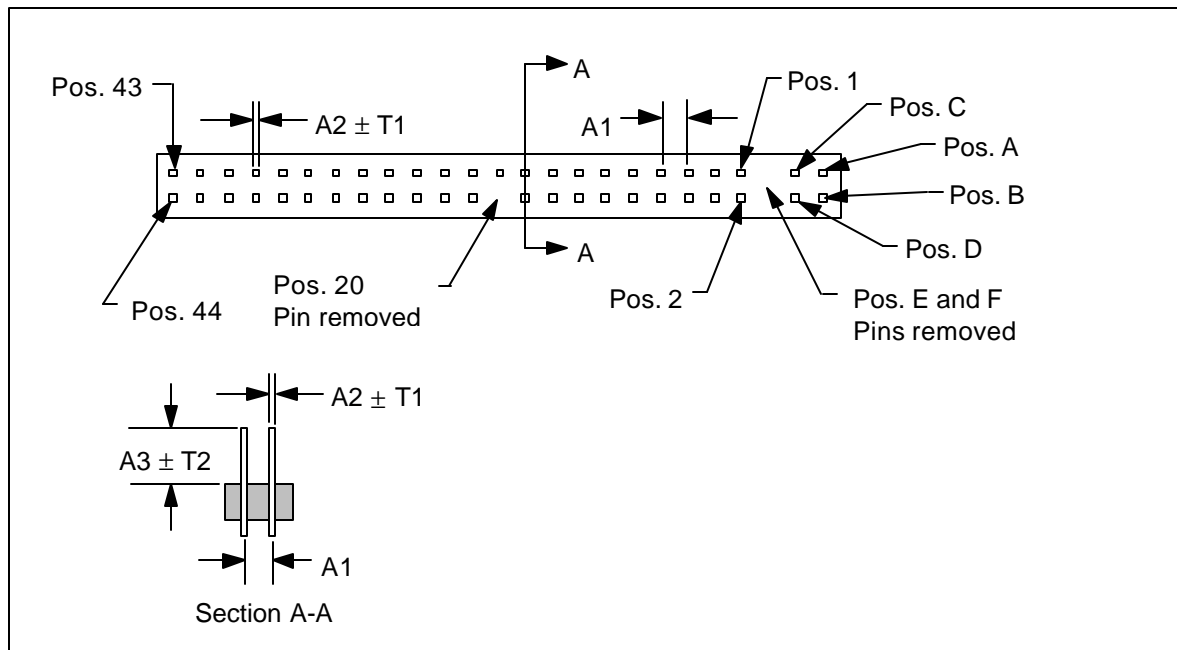 A
Pos. 1
Pos. 43
Pos. C
A2 ± T1
A1
Pos. A
Pos. B
Pos. D
A
Pos. 20
Pin removed
Pos. 44
Pos. 2
Pos. E and F
Pins removed
A2 ± T1
A3 ± T2
A1
Section A-A